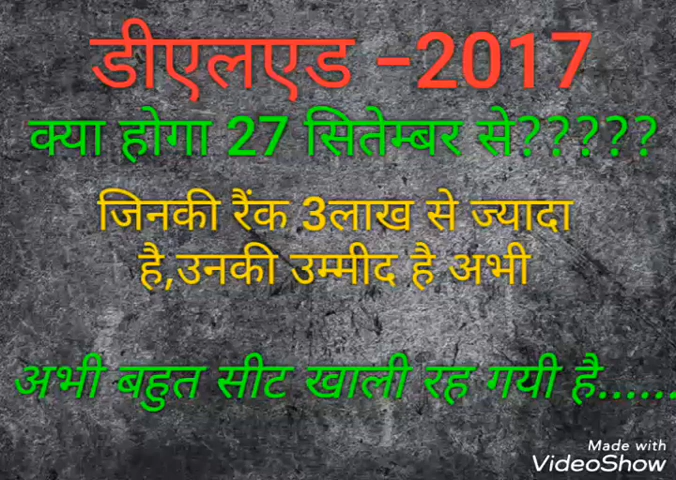 डीएलएड -2017
क्या होगा 27 सितेम्बर से?????
जिनकी रैंक 3लाख से ज्यादा
है,उनकी उम्मीद है अभी
अभी बहुत सीट खाली रह गयी है......
Made with
VideoShow